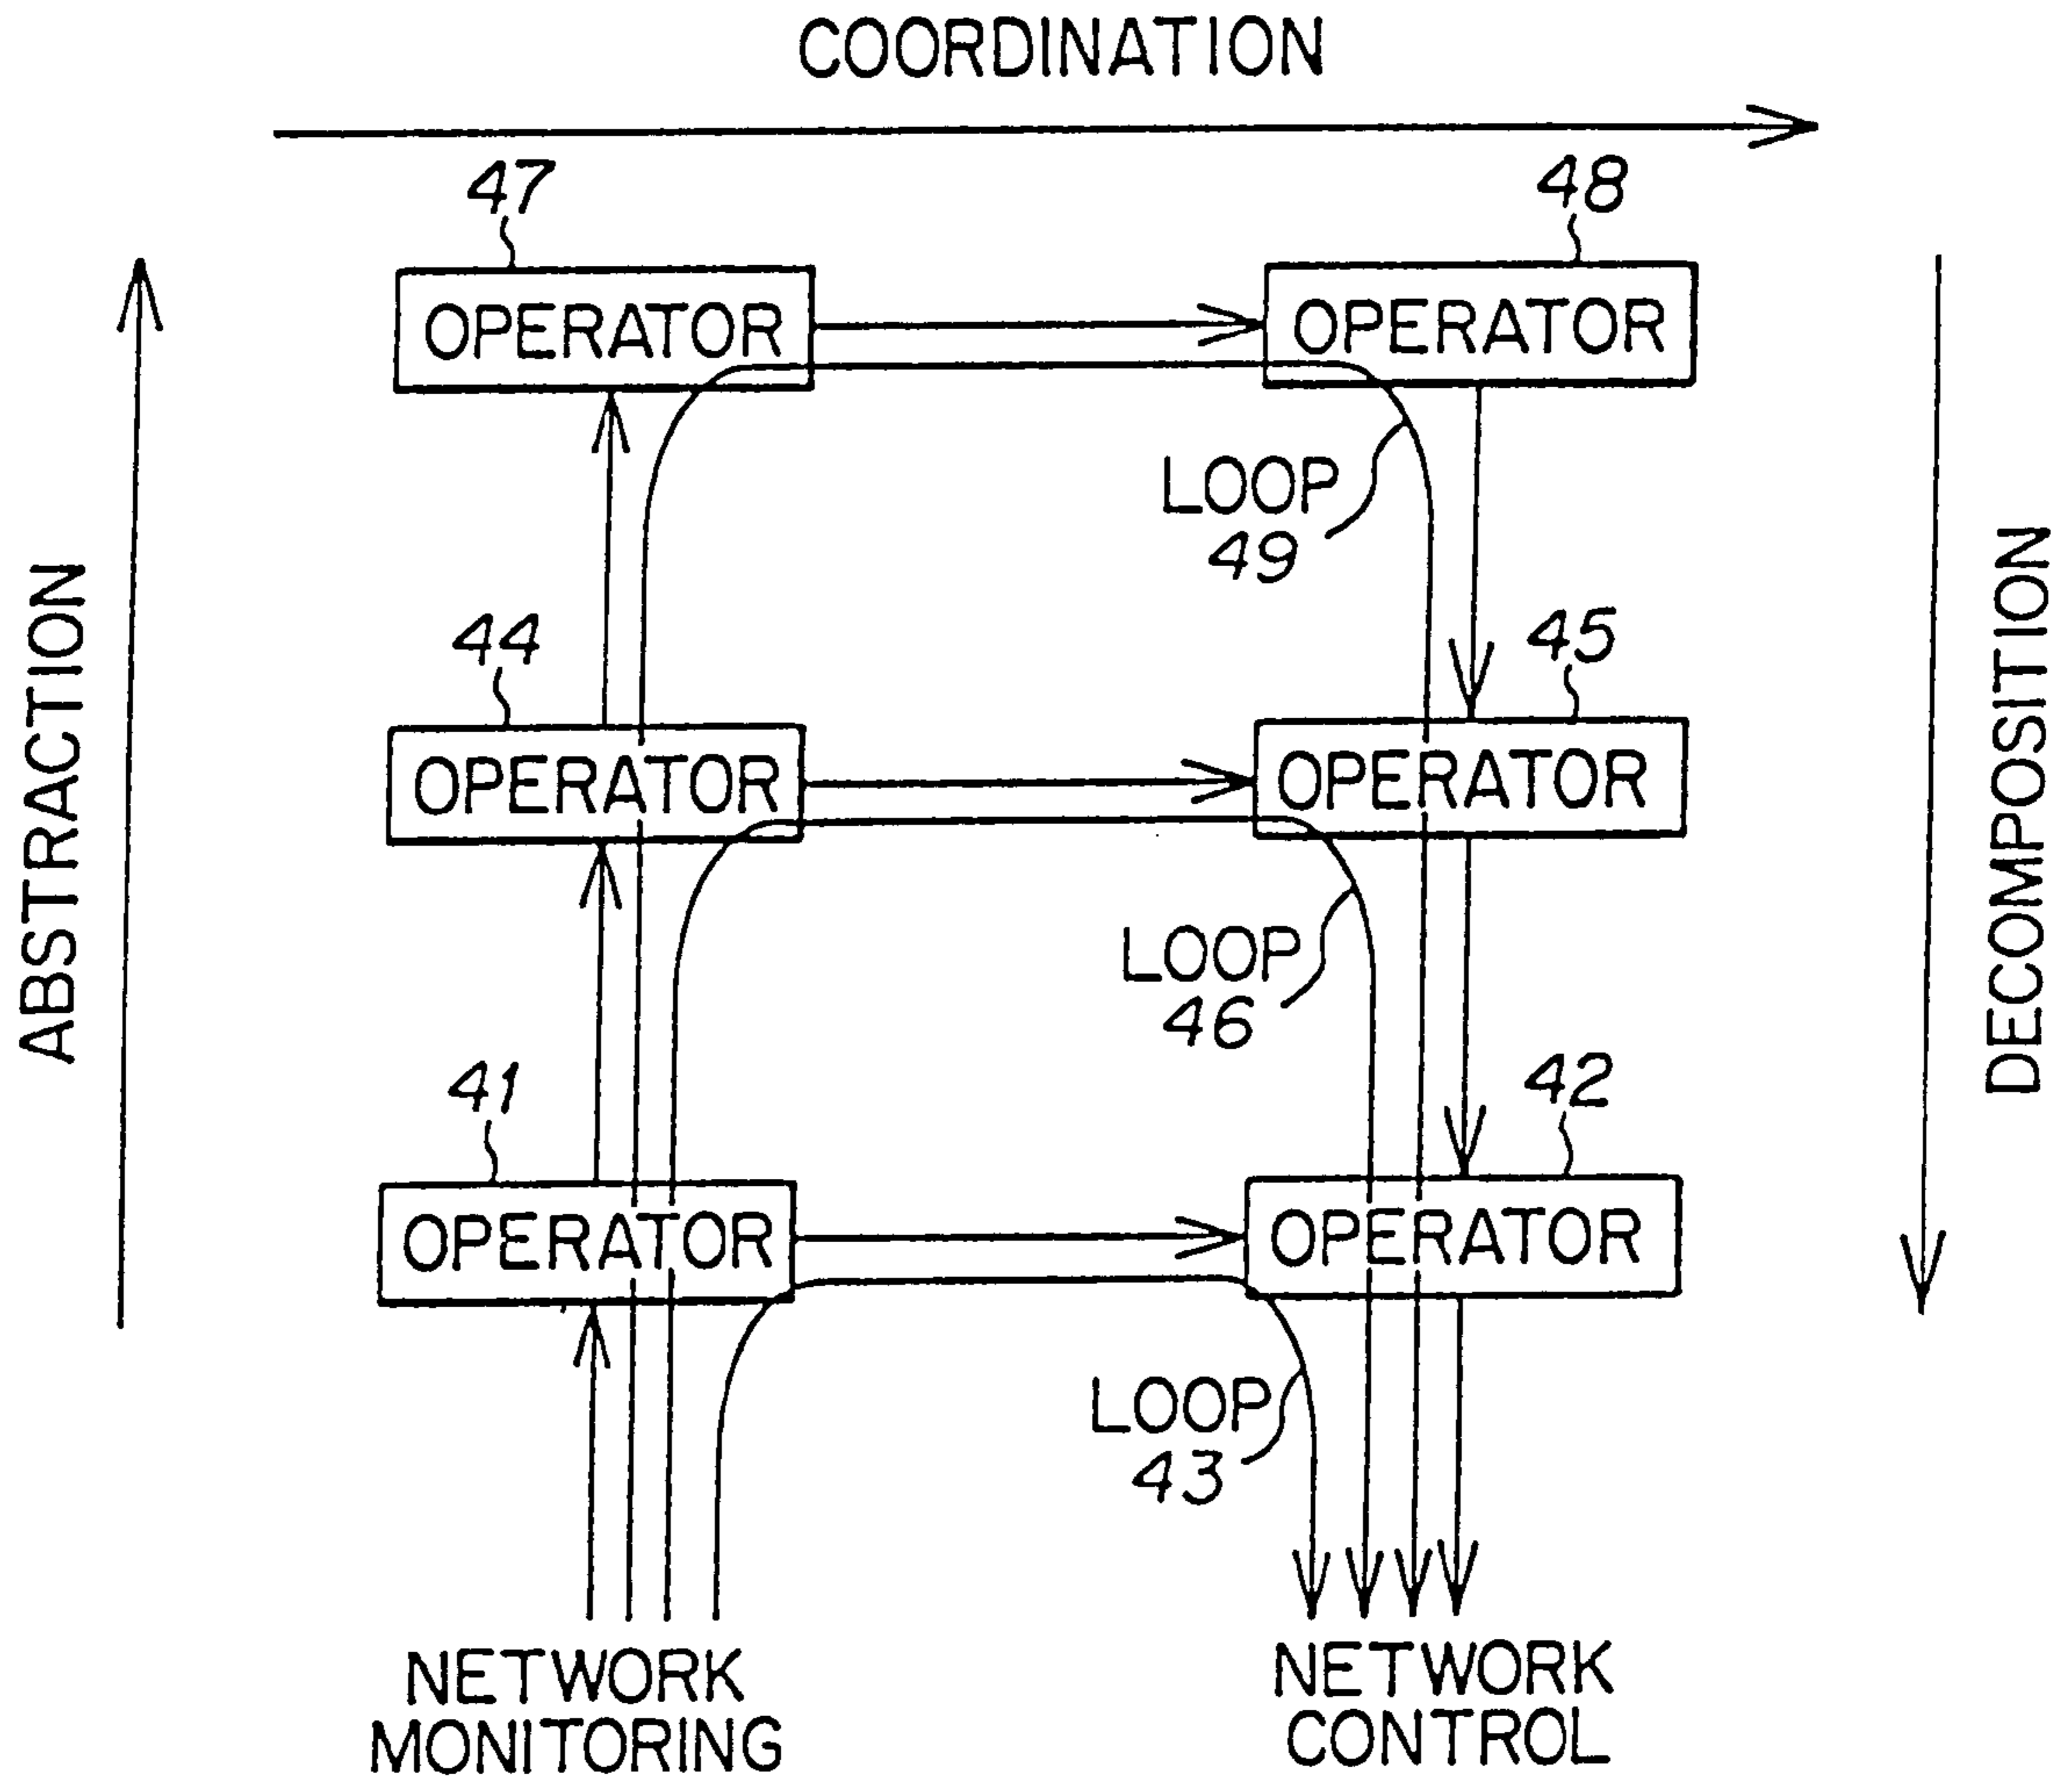 COORDINATION
47
48
OPERATOR
OPERATOR
LOOP
49
ABSTRACTION
DECOMPOSITION
44
45
OPERATOR
OPERATOR
LOOP
46
41
42
OPERATOR
OPERATOR
LOOP
43
NETWORK
MONITORING
NETWORK
CONTROL